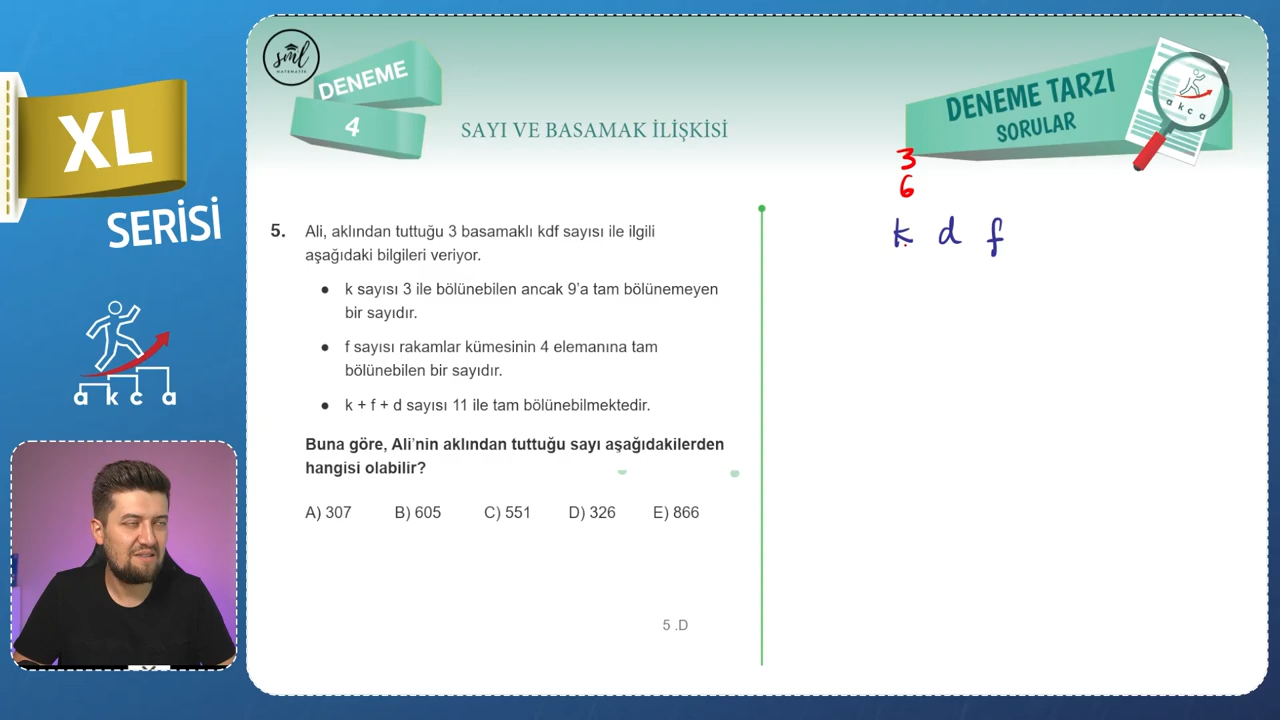 sml
MATEMATİK
DENEME
4
SAYI VE BASAMAK İLİŞKİSİ
DENEME TARZI
SORULAR
akca
XL
SERİSİ
akca
5. Ali, aklından tuttuğu 3 basamaklı kdf sayısı ile ilgili
aşağıdaki bilgileri veriyor.
● k sayısı 3 ile bölünebilen ancak 9'a tam bölünemeyen
bir sayıdır.
● f sayısı rakamlar kümesinin 4 elemanına tam
bölünebilen bir sayıdır.
● k + f + d sayısı 11 ile tam bölünebilmektedir.
Buna göre, Ali'nin aklından tuttuğu sayı aşağıdakilerden
hangisi olabilir?
A) 307 B) 605 C) 551 D) 326 E) 866
5 .D
3
6
k d f